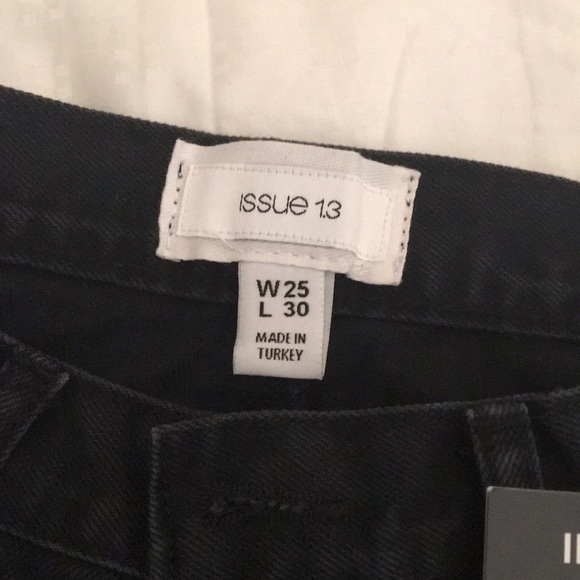 issue 1.3
W 25
L 30
MADE IN
TURKEY